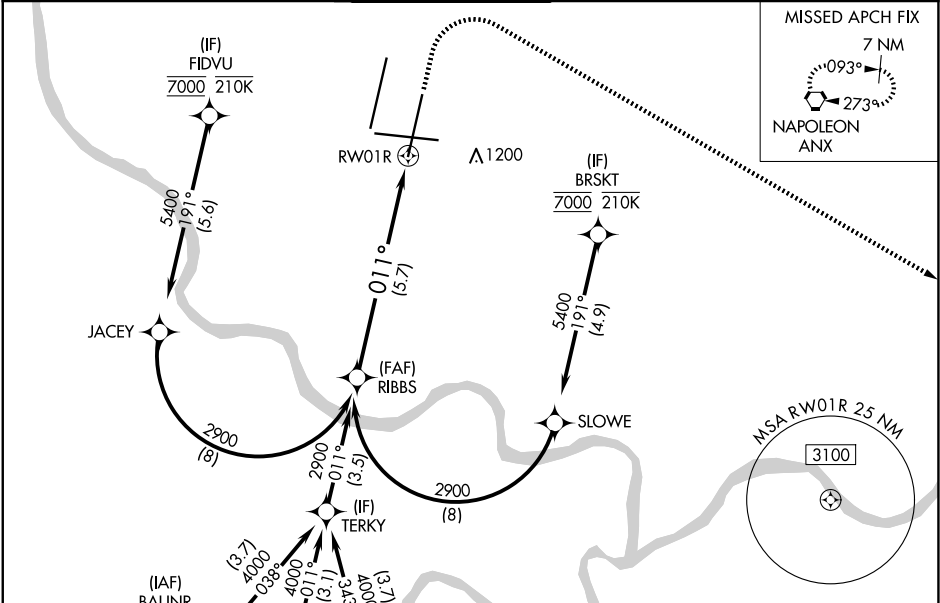 MISSED APCH FIX
7 NM
093°
273°
NAPOLEON
ANX
(IF)
FIDVU
7000 210K
5400
191°
(5.6)
RW01R
1200
(IF)
BRSKT
7000 210K
011°
(5.7)
5400
191°
(4.9)
JACEY
(FAF)
RIBBS
SLOWE
2900
(8)
2900
011°
(3.5)
2900
(8)
MSA RW01R 25 NM
3100
(IF)
TERKY
(3.7)
4000
038°
4000
011°
(3.1)
(3.7)
(IAF)